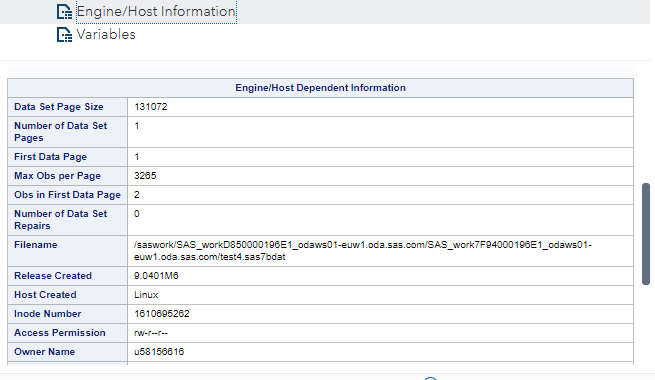 Engine/Host Information
Variables
Engine/Host Dependent Information
Data Set Page Size 131072
Number of Data Set Pages 1
First Data Page 1
Max Obs per Page 3265
Obs in First Data Page 2
Number of Data Set Repairs 0
Filename /saswork/SAS_workD850000196E1_odaws01-euw1.oda.sas.com/SAS_work7F94000196E1_odaws01-
euw1.oda.sas.com/test4.sas7bdat
Release Created 9.0401M6
Host Created Linux
Inode Number 1610695262
Access Permission rw-r--r--
Owner Name u58156616